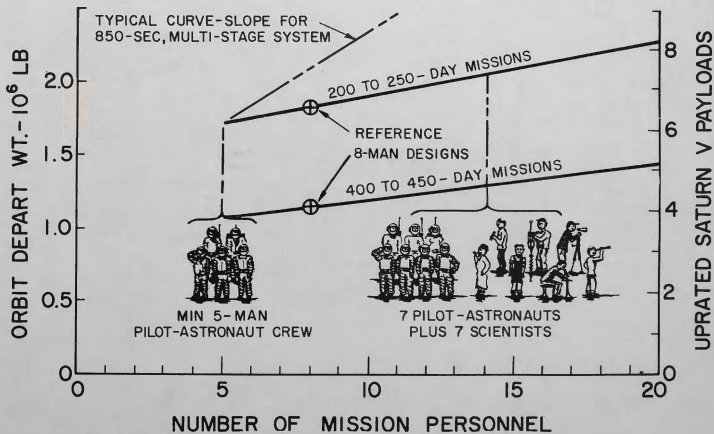 TYPICAL CURVE-SLOPE FOR
850-SEC, MULTI-STAGE SYSTEM
200 TO 250-DAY MISSIONS
REFERENCE
8-MAN DESIGNS
400 TO 450-DAY MISSIONS
MIN 5-MAN
PILOT-ASTRONAUT CREW
7 PILOT-ASTRONAUTS
PLUS 7 SCIENTISTS
ORBIT DEPART WT.-10⁶ LB
2.0
1.5
1.0
0.5
0
UPRATED SATURN V PAYLOADS
8
6
4
2
0
0
5
10
15
20
NUMBER OF MISSION PERSONNEL